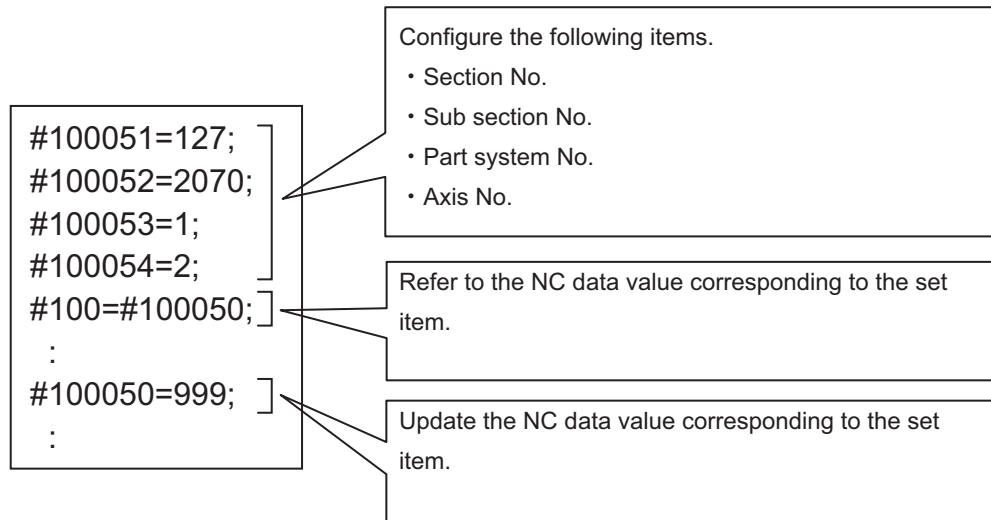 Configure the following items.
・Section No.
・Sub section No.
・Part system No.
・Axis No.
#100051=127;
#100052=2070;
#100053=1;
#100054=2;
#100=#100050;
:
#100050=999;
:
Refer to the NC data value corresponding to the set
item.
Update the NC data value corresponding to the set
item.